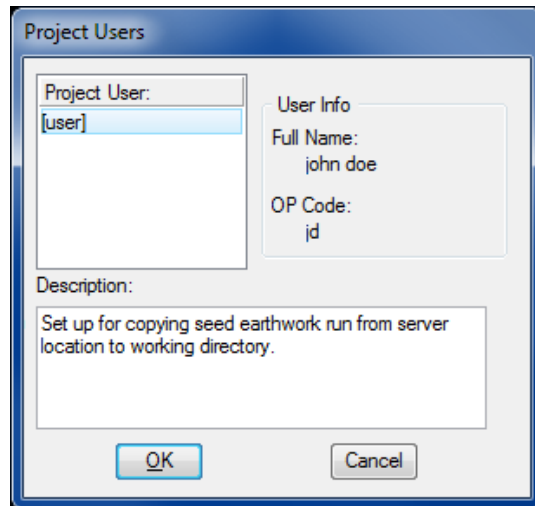 Project Users
Project User:
[user]
User Info
Full Name:
john doe
OP Code:
jd
Description:
Set up for copying seed earthwork run from server
location to working directory.
OK
Cancel